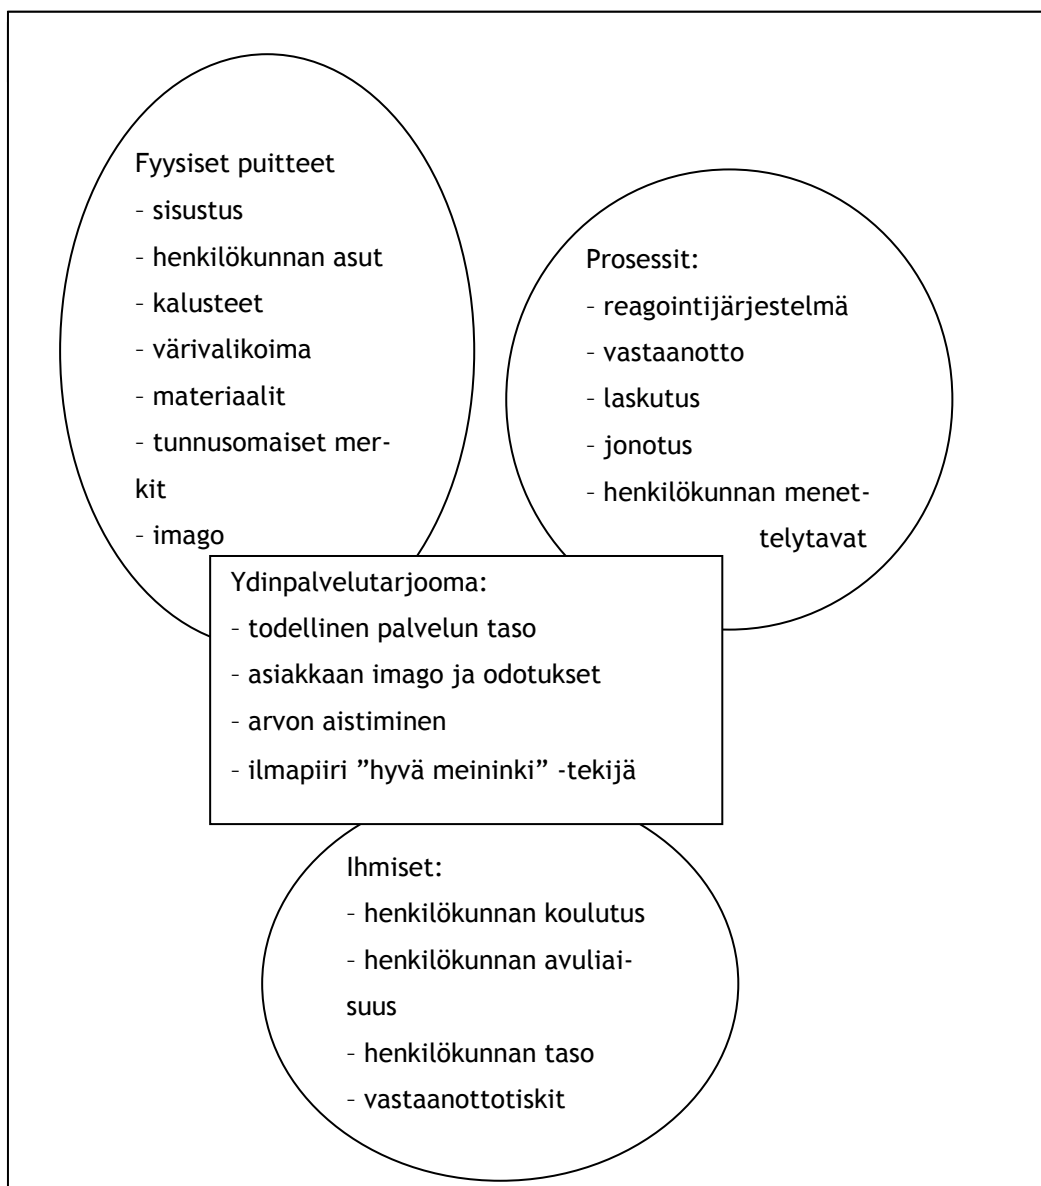 Fyysiset puitteet
- sisustus
- henkilökunnan asut
- kalusteet
- värivalikoima
- materiaalit
- tunnusomaiset mer-
kit
- imago
Prosessit:
- reagointijärjestelmä
- vastaanotto
- laskutus
- jonotus
- henkilökunnan menet-
telytavat
Ydinpalvelutarjooma:
- todellinen palvelun taso
- asiakkaan imago ja odotukset
- arvon aistiminen
- ilmapiiri ”hyvä meininki” -tekijä
Ihmiset:
- henkilökunnan koulutus
- henkilökunnan avuliai-
suus
- henkilökunnan taso
- vastaanottotiskit